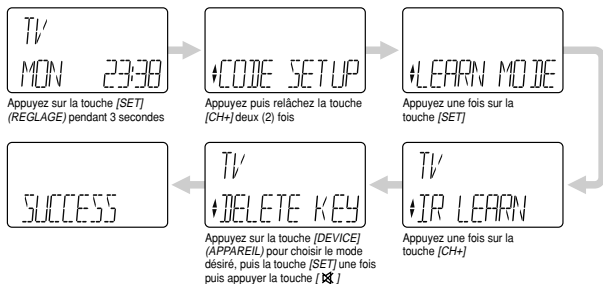 TV
MON 23:38
Appuyez sur la touche [SET]
(REGLAGE) pendant 3 secondes
CODE SETUP
Appuyez puis relâchez la touche
[CH+] deux (2) fois
LEARN MODE
Appuyez une fois sur la
touche [SET]
TV
IR LEARN
Appuyez une fois sur la
touche [CH+]
TV
DELETE KEY
Appuyez sur la touche [DEVICE]
(APPAREIL) pour choisir le mode
désiré, puis la touche [SET] une fois
puis appuyer la touche [ ]
SUCCESS